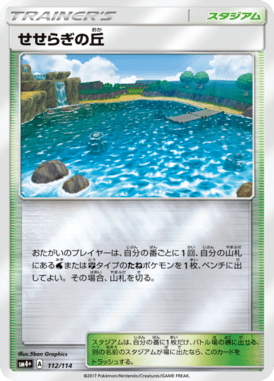 TRAINER'S
スタジアム
せせらぎの丘
おたがいのプレイヤーは、自分の番ごとに1回、自分の山札
にある または タイプのたねポケモンを1枚、ベンチに出
してよい。その場合、山札を切る。
スタジアムは、自分の番に1枚だけ、バトル場の横に出せる。
別の名前のスタジアムが場に出たなら、このカードを
トラッシュする。
Illus.5ban Graphics
SM4+ A 112/114
©2017 Pokémon/Nintendo/Creatures/GAME FREAK.